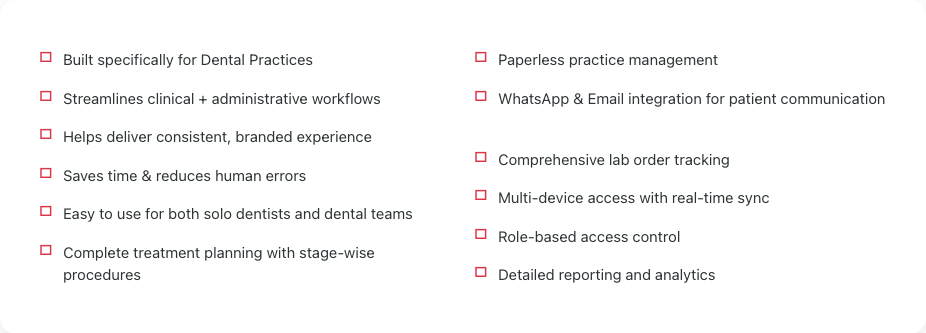 Built specifically for Dental Practices
Streamlines clinical + administrative workflows
Helps deliver consistent, branded experience
Saves time & reduces human errors
Easy to use for both solo dentists and dental teams
Complete treatment planning with stage-wise
procedures
Paperless practice management
WhatsApp & Email integration for patient communication
Comprehensive lab order tracking
Multi-device access with real-time sync
Role-based access control
Detailed reporting and analytics